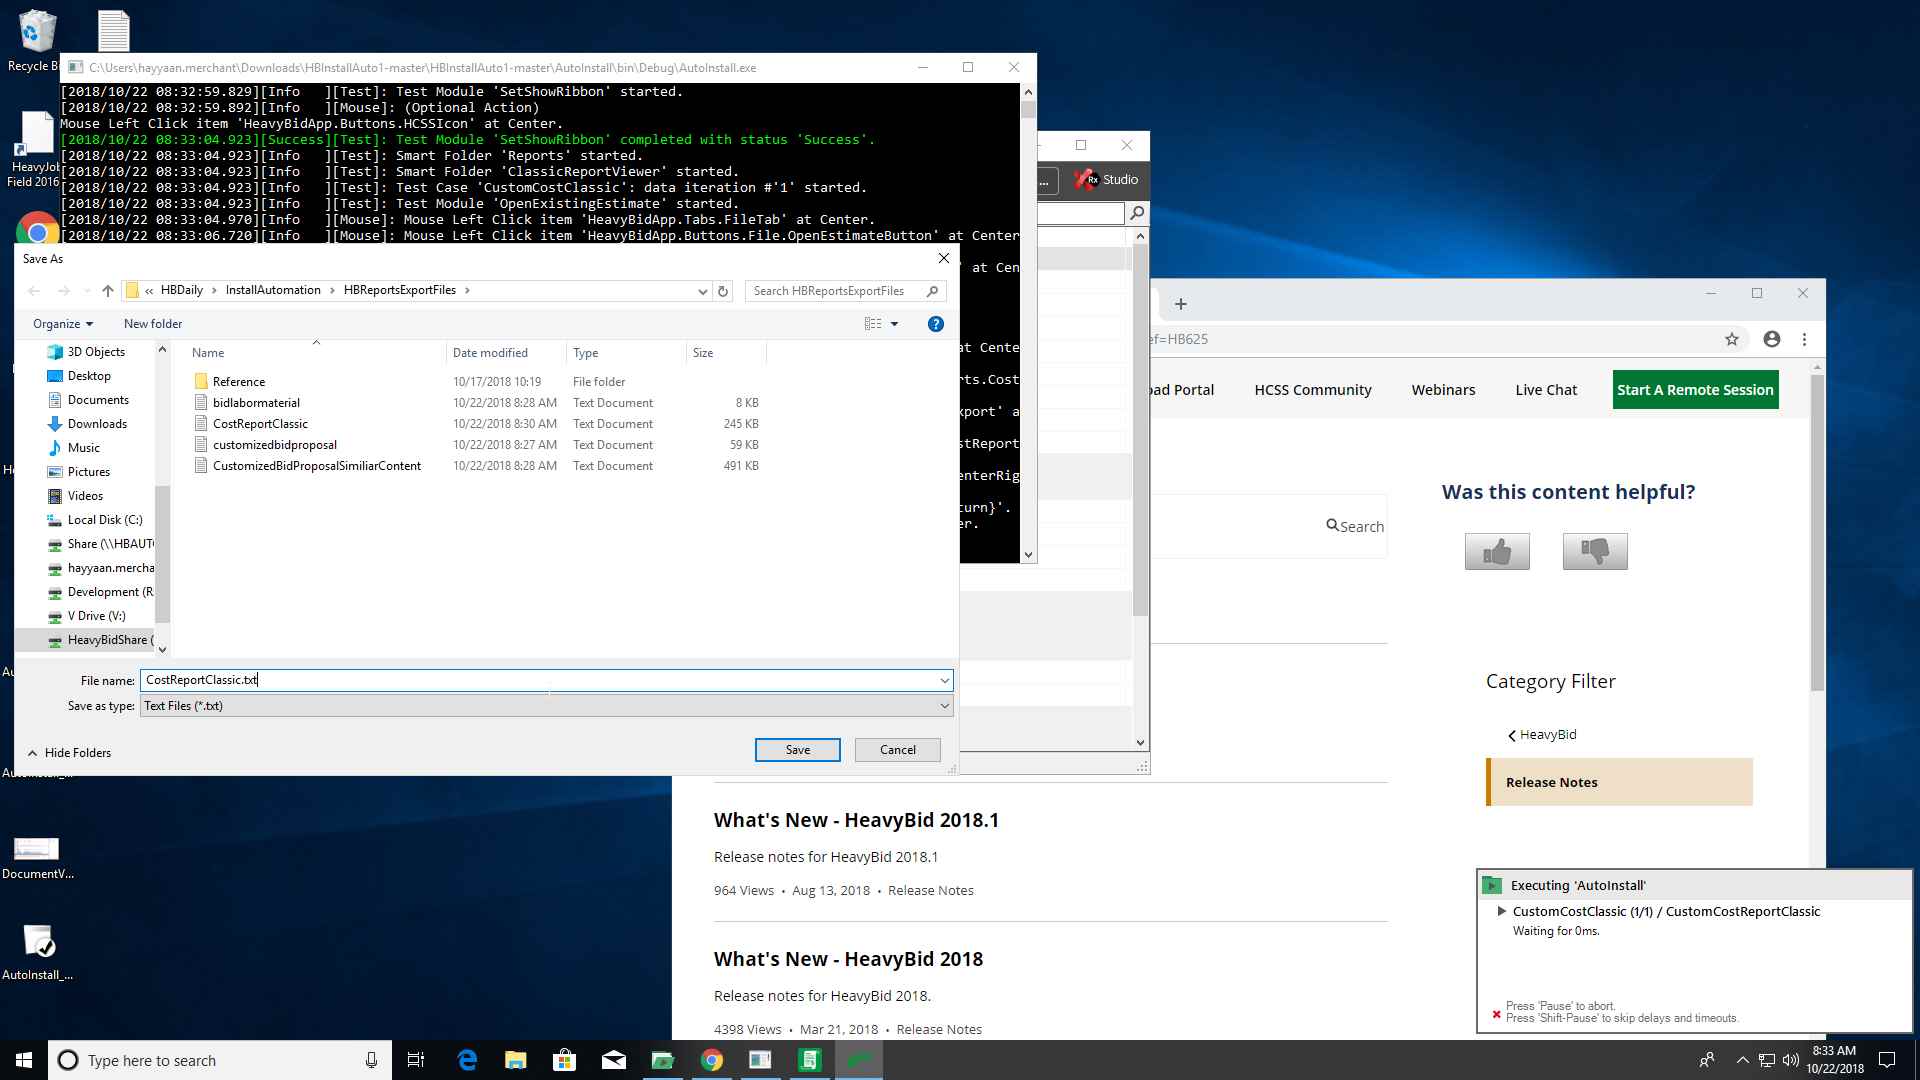 Recycle Bi
HeavyJob
Field 2016
C:\Users\hayyaan.merchant\Downloads\HBInstallAuto1-master\HBInstallAuto1-master\AutoInstall\bin\Debug\AutoInstall.exe
[2018/10/22 08:32:59.829][Info   ][Test]: Test Module 'SetShowRibbon' started.
[2018/10/22 08:32:59.892][Info   ][Mouse]: (Optional Action)
Mouse Left Click item 'HeavyBidApp.Buttons.HCSSIcon' at Center.
[2018/10/22 08:33:04.923][Success][Test]: Test Module 'SetShowRibbon' completed with status 'Success'.
[2018/10/22 08:33:04.923][Info   ][Test]: Smart Folder 'Reports' started.
[2018/10/22 08:33:04.923][Info   ][Test]: Smart Folder 'ClassicReportViewer' started.
[2018/10/22 08:33:04.923][Info   ][Test]: Test Case 'CustomCostClassic': data iteration #'1' started.
[2018/10/22 08:33:04.923][Info   ][Test]: Test Module 'OpenExistingEstimate' started.
[2018/10/22 08:33:04.970][Info   ][Mouse]: Mouse Left Click item 'HeavyBidApp.Tabs.FileTab' at Center.
[2018/10/22 08:33:06.720][Info   ][Mouse]: Mouse Left Click item 'HeavyBidApp.Buttons.File.OpenEstimateButton' at Center
' at Cen
at Cente
rts.Cost
xport' a
stReport
enterRig
turn}'.
er.
...
Rx Studio
Save As
« HBDaily › InstallAutomation › HBReportsExportFiles ›
Search HBReportsExportFiles
Organize
New folder
?
Name Date modified Type Size
Reference 10/17/2018 10:19 File folder
bidlabormaterial 10/22/2018 8:28 AM Text Document 8 KB
CostReportClassic 10/22/2018 8:30 AM Text Document 245 KB
customizedbidproposal 10/22/2018 8:27 AM Text Document 59 KB
CustomizedBidProposalSimiliarContent 10/22/2018 8:28 AM Text Document 491 KB
3D Objects
Desktop
Documents
Downloads
Music
Pictures
Videos
Local Disk (C:)
Share (\\HBAUT
hayyaan.mercha
Development (R
V Drive (V:)
HeavyBidShare (
File name: CostReportClassic.txt
Save as type: Text Files (*.txt)
Hide Folders
Save
Cancel
ef=HB625
oad Portal
HCSS Community
Webinars
Live Chat
Start A Remote Session
Search
Was this content helpful?
Category Filter
HeavyBid
Release Notes
What's New - HeavyBid 2018.1
Release notes for HeavyBid 2018.1
964 Views • Aug 13, 2018 • Release Notes
What's New - HeavyBid 2018
Release notes for HeavyBid 2018.
4398 Views • Mar 21, 2018 • Release Notes
DocumentV...
AutoInstall_...
Executing 'AutoInstall'
CustomCostClassic (1/1) / CustomCostReportClassic
Waiting for 0ms.
Press 'Pause' to abort.
Press 'Shift-Pause' to skip delays and timeouts.
Type here to search
8:33 AM
10/22/2018